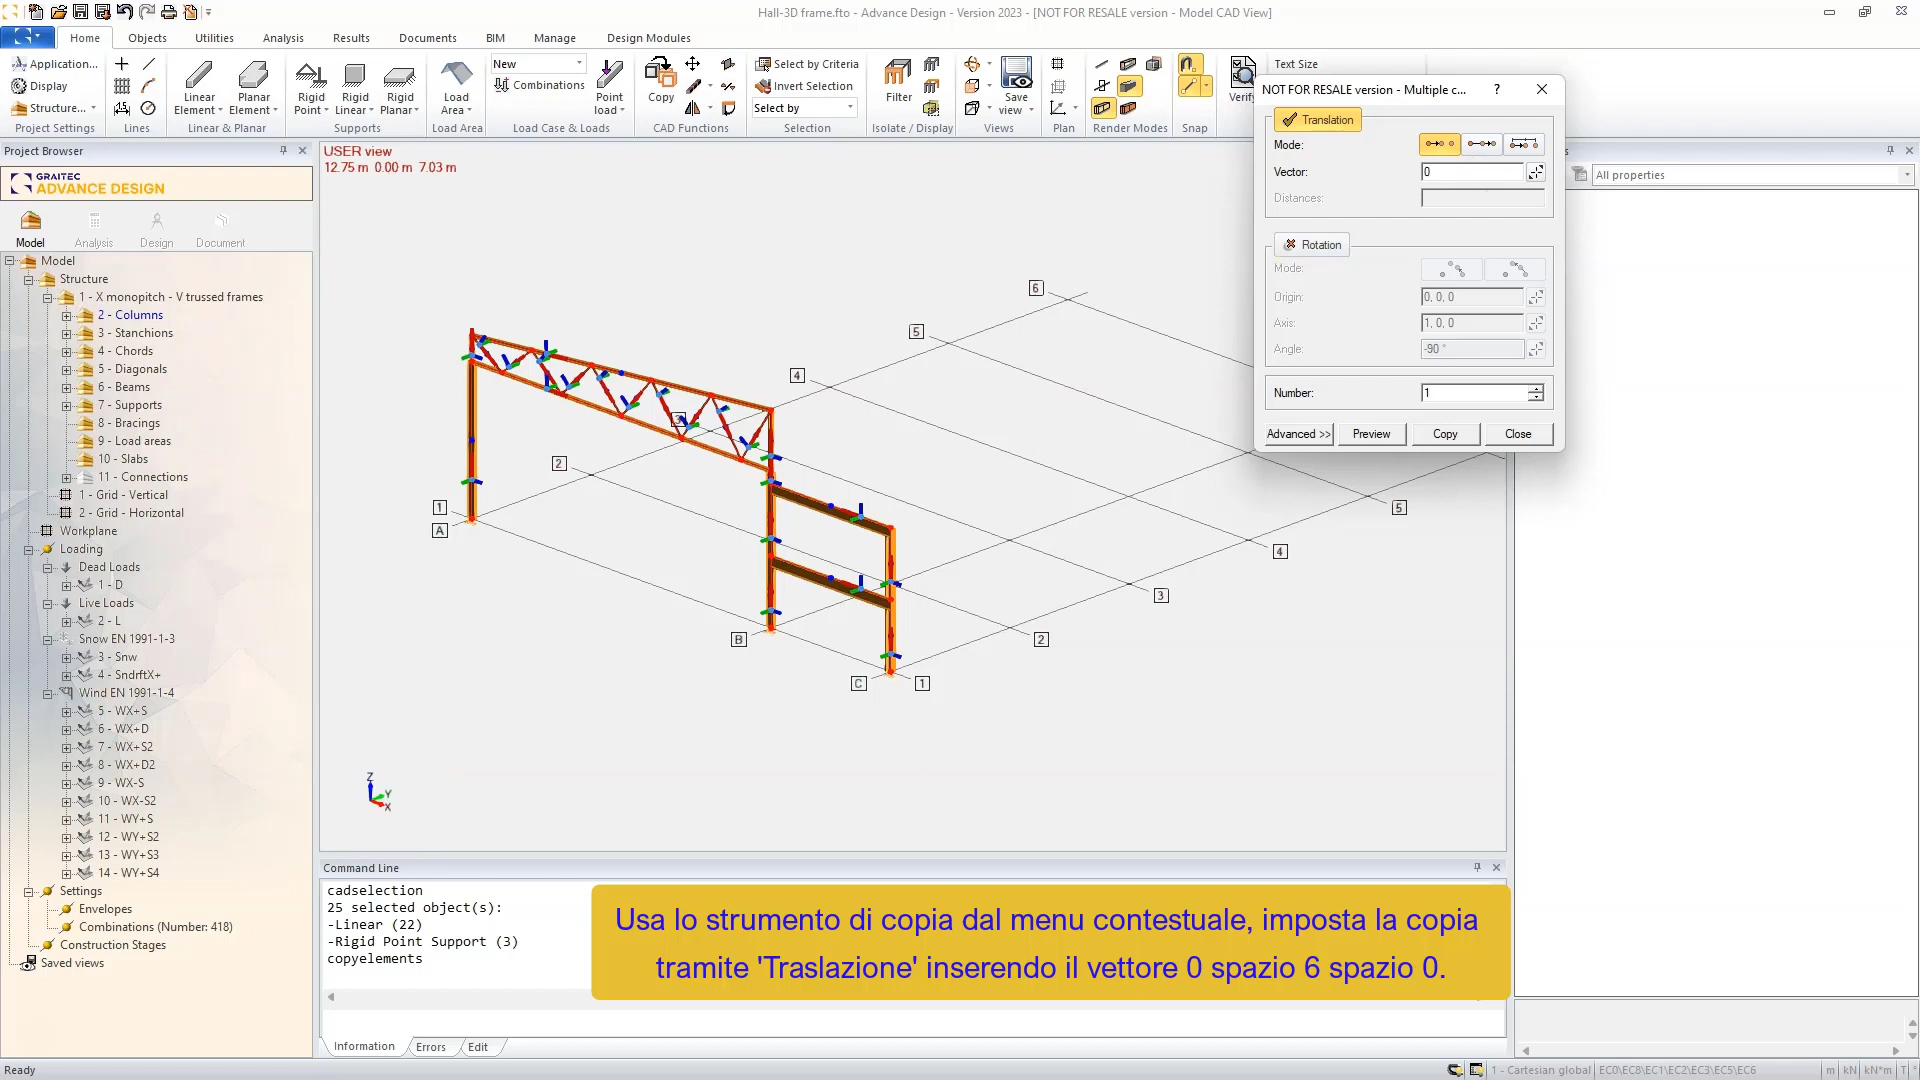 Hall-3D frame.fto - Advance Design - Version 2023 - [NOT FOR RESALE version - Model CAD View]
Home
Objects
Utilities
Analysis
Results
Documents
BIM
Manage
Design Modules
Application...
Display
Structure...
Project Settings
Lines
Linear Element
Planar Element
Linear & Planar
Rigid Point
Rigid Linear
Rigid Planar
Supports
Load Area
Load Area
New
Combinations
Point load
Load Case & Loads
Copy
CAD Functions
Select by Criteria
Invert Selection
Select by
Selection
Filter
Isolate / Display
Save view
Views
Plan
Render Modes
Snap
Verify
Text Size
NOT FOR RESALE version - Multiple c...
?
Translation
Mode:
Vector:
0
Distances:
Rotation
Mode:
Origin:
0, 0, 0
Axis:
1, 0, 0
Angle:
-90 °
Number:
1
Advanced >>
Preview
Copy
Close
All properties
Project Browser
GRAITEC
ADVANCE DESIGN
Model
Analysis
Design
Document
Model
Structure
1 - X monopitch - V trussed frames
2 - Columns
3 - Stanchions
4 - Chords
5 - Diagonals
6 - Beams
7 - Supports
8 - Bracings
9 - Load areas
10 - Slabs
11 - Connections
1 - Grid - Vertical
2 - Grid - Horizontal
Workplane
Loading
Dead Loads
1 - D
Live Loads
2 - L
Snow EN 1991-1-3
3 - Snw
4 - SndrftX+
Wind EN 1991-1-4
5 - WX+S
6 - WX+D
7 - WX+S2
8 - WX+D2
9 - WX-S
10 - WX-S2
11 - WY+S
12 - WY+S2
13 - WY+S3
14 - WY+S4
Settings
Envelopes
Combinations (Number: 418)
Construction Stages
Saved views
USER view
12.75 m 0.00 m 7.03 m
6
5
4
3
2
1
A
B
C
1
2
3
4
5
Z
Y
X
Command Line
cadselection
25 selected object(s):
-Linear (22)
-Rigid Point Support (3)
copyelements
Usa lo strumento di copia dal menu contestuale, imposta la copia
tramite 'Traslazione' inserendo il vettore 0 spazio 6 spazio 0.
Information
Errors
Edit
Ready
1 - Cartesian global
EC0\EC8\EC1\EC2\EC3\EC5\EC6
m
kN
kN*m
T
°